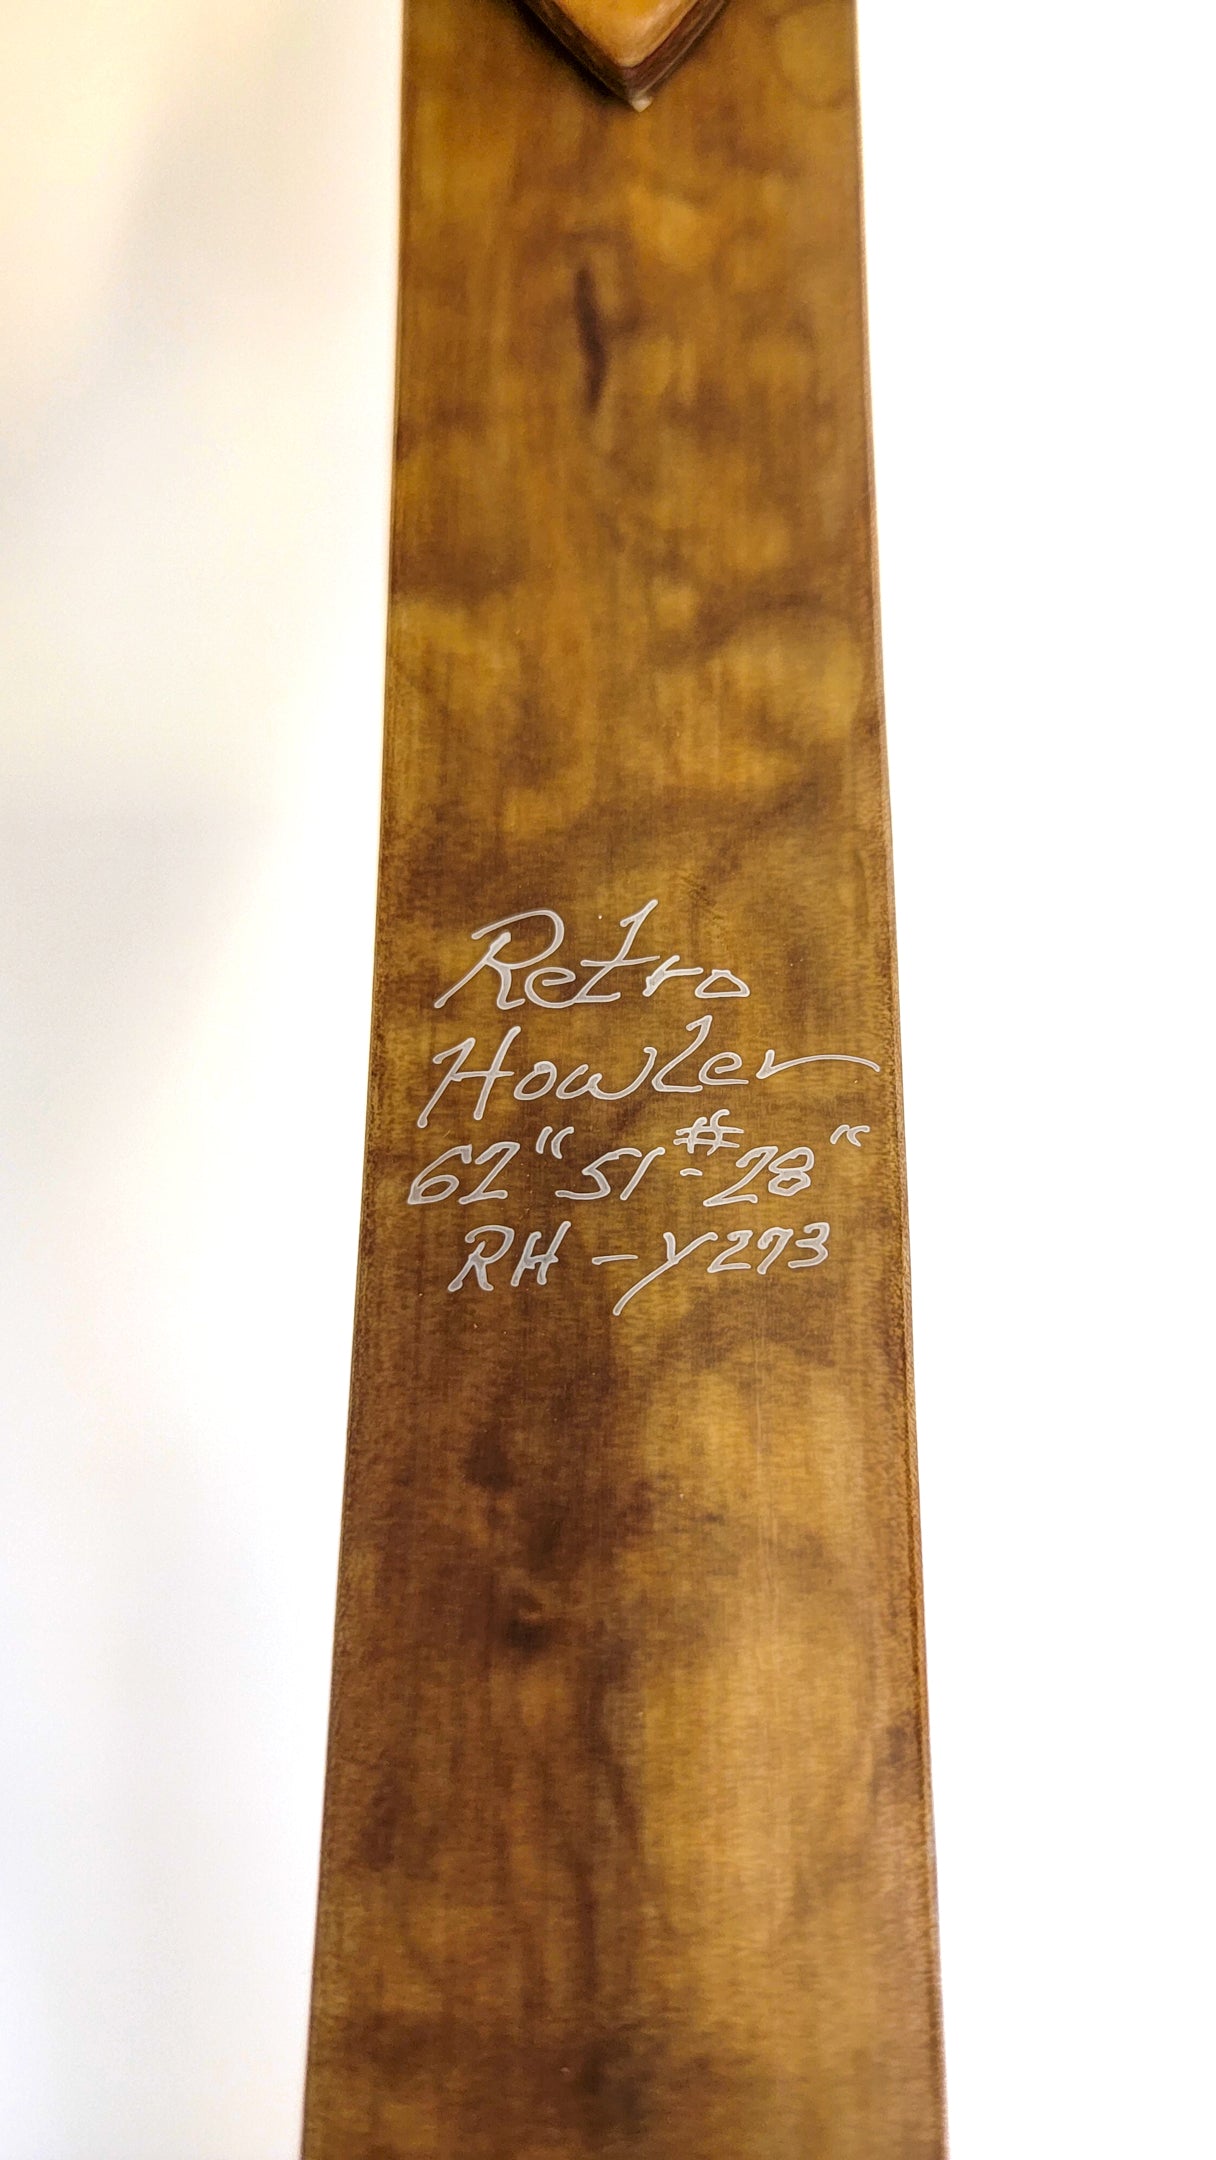 Retro
Howler
62" 51#-28"
RH-Y273